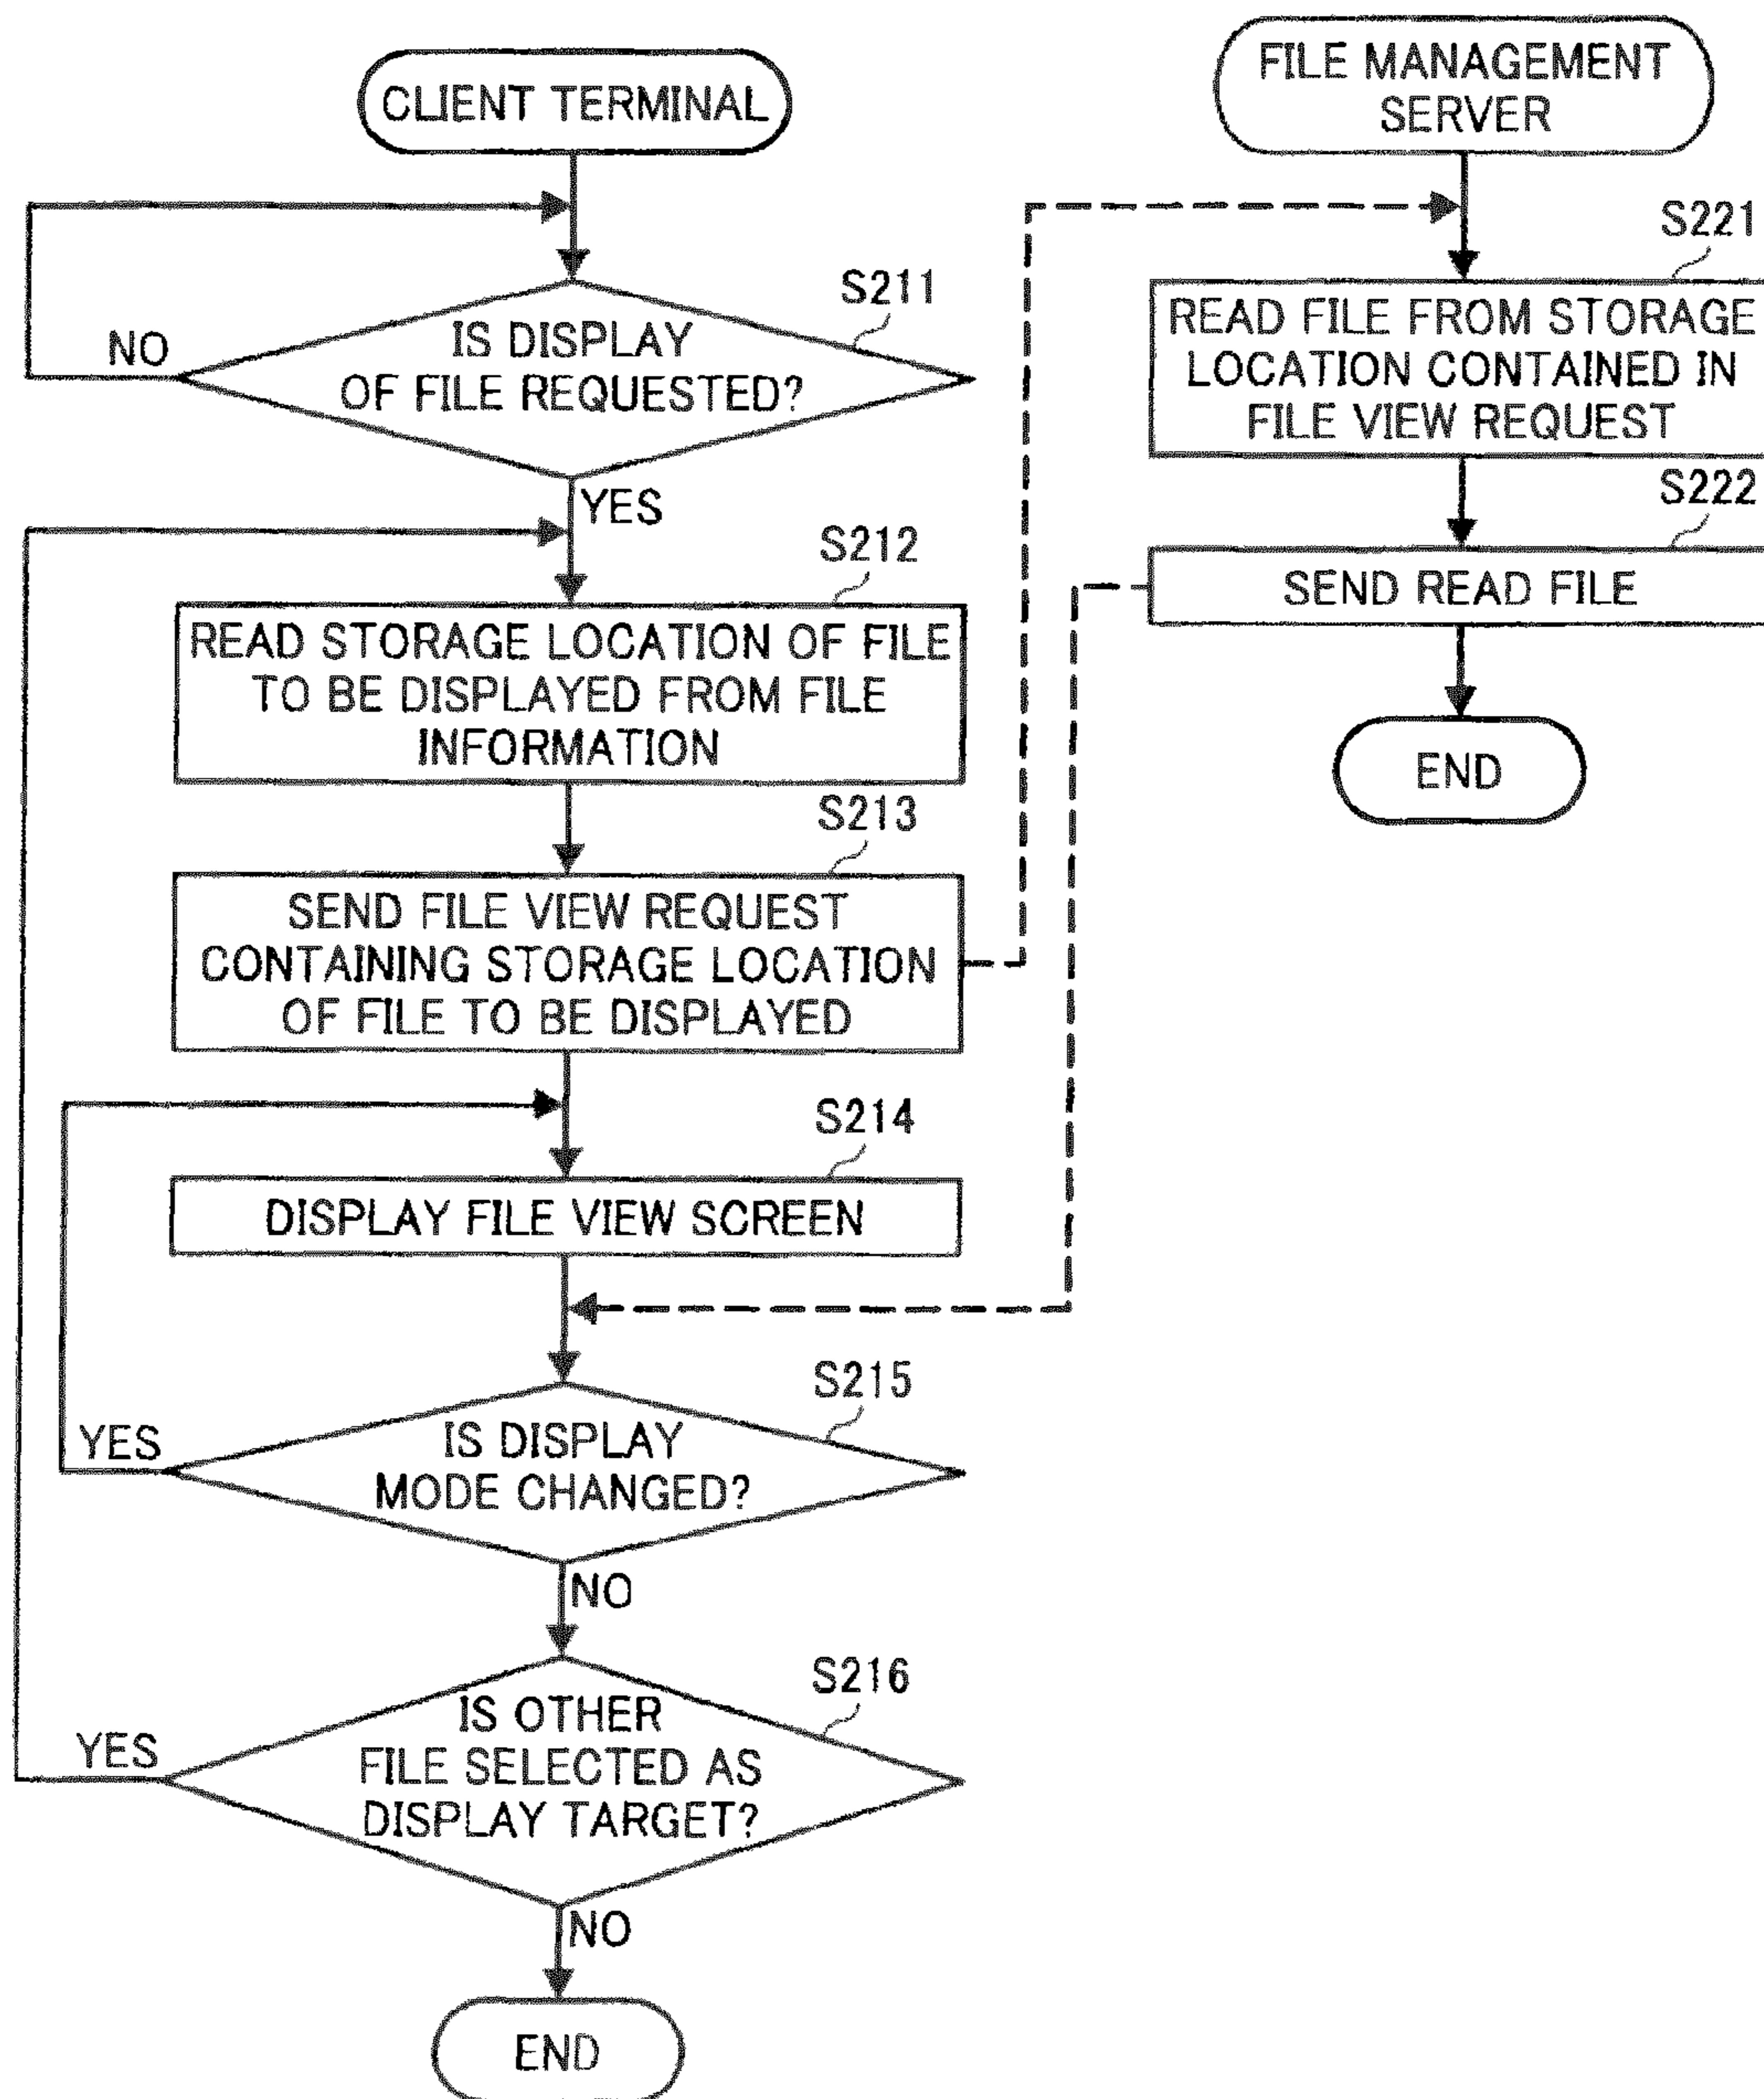 CLIENT TERMINAL
S211
IS DISPLAY
OF FILE REQUESTED?
NO
YES
S212
READ STORAGE LOCATION OF FILE
TO BE DISPLAYED FROM FILE
INFORMATION
S213
SEND FILE VIEW REQUEST
CONTAINING STORAGE LOCATION
OF FILE TO BE DISPLAYED
S214
DISPLAY FILE VIEW SCREEN
S215
IS DISPLAY
MODE CHANGED?
YES
NO
S216
IS OTHER
FILE SELECTED AS
DISPLAY TARGET?
YES
NO
END
FILE MANAGEMENT
SERVER
S221
READ FILE FROM STORAGE
LOCATION CONTAINED IN
FILE VIEW REQUEST
S222
SEND READ FILE
END